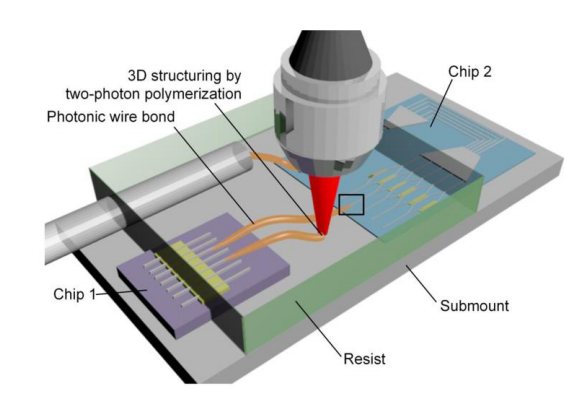 3D structuring by
two-photon polymerization
Photonic wire bond
Chip 2
Chip 1
Submount
Resist